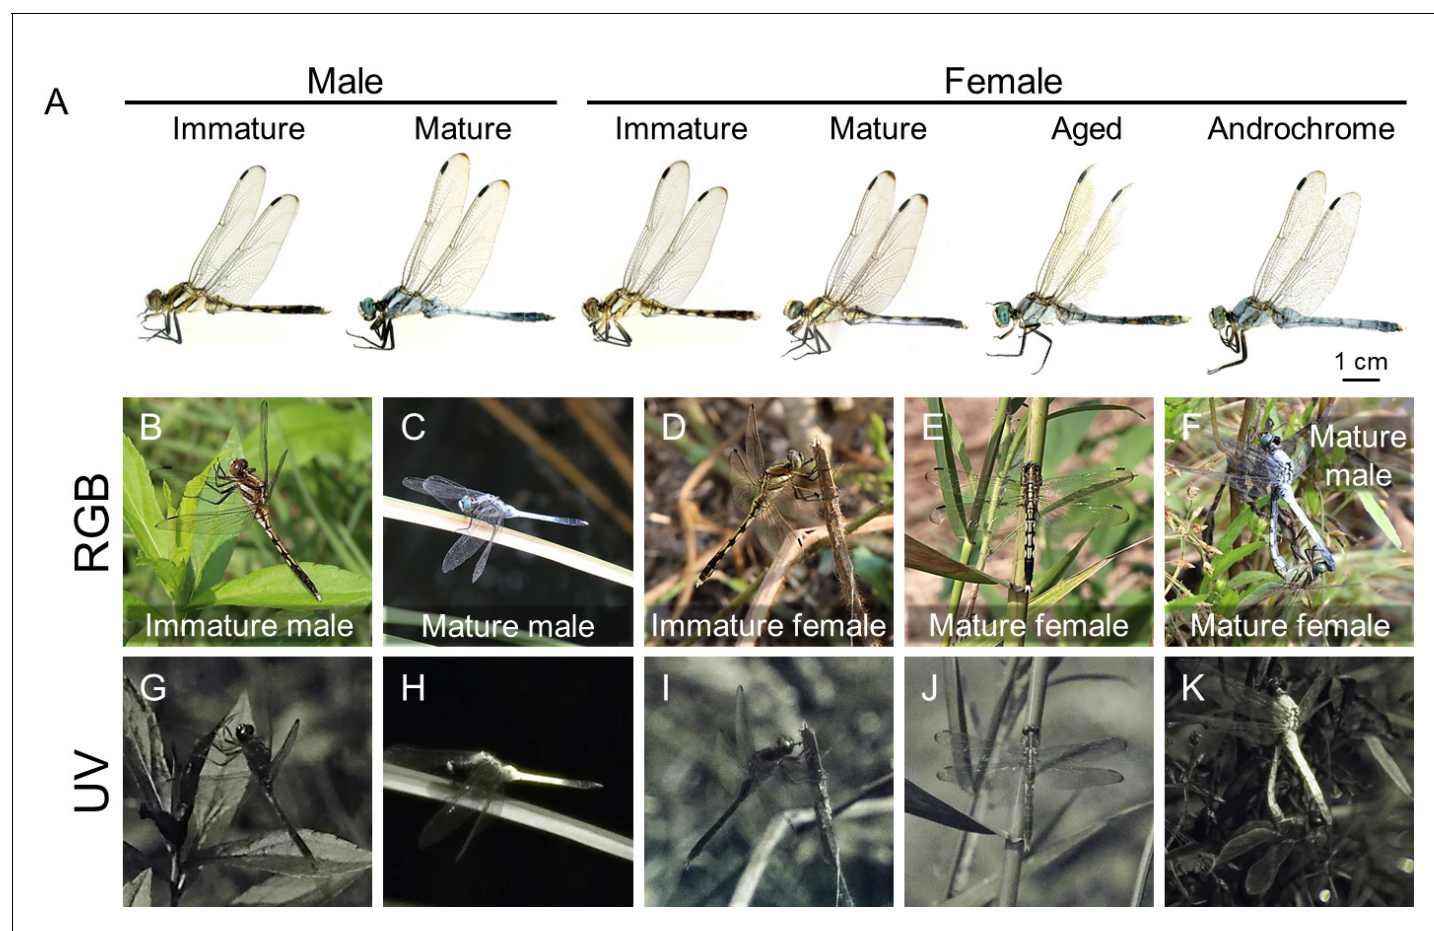 A
Male
Female
Immature
Mature
Immature
Mature
Aged
Androchrome
1 cm
RGB
B
Immature male
C
Mature male
D
Immature female
E
Mature female
F
Mature
male
Mature female
UV
G
H
I
J
K